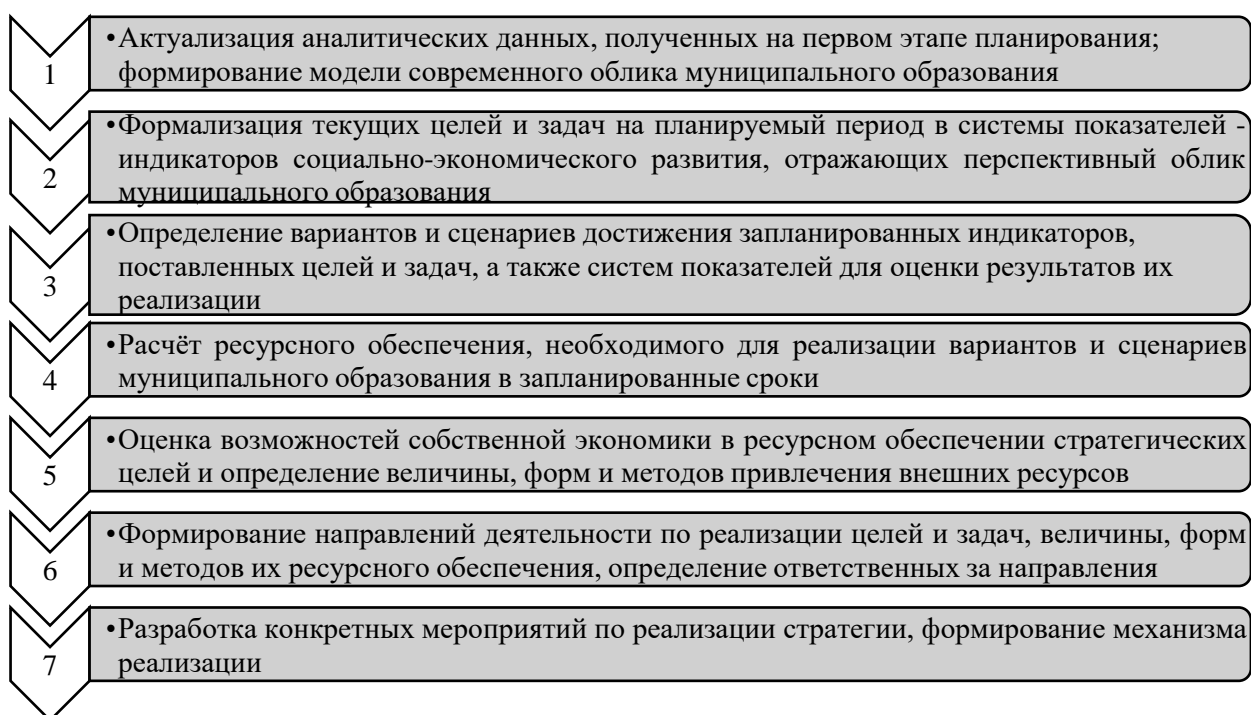 •Актуализация аналитических данных, полученных на первом этапе планирования;
1
формирование модели современного облика муниципального образования
•Формализация текущих целей и задач на планируемый период в системы показателей -
индикаторов социально-экономического развития, отражающих перспективный облик
2
муниципального образования
•Определение вариантов и сценариев достижения запланированных индикаторов,
поставленных целей и задач, а также систем показателей для оценки результатов их
3
реализации
•Расчёт ресурсного обеспечения, необходимого для реализации вариантов и сценариев
4
муниципального образования в запланированные сроки
•Оценка возможностей собственной экономики в ресурсном обеспечении стратегических
5
целей и определение величины, форм и методов привлечения внешних ресурсов
•Формирование направлений деятельности по реализации целей и задач, величины, форм
6
и методов их ресурсного обеспечения, определение ответственных за направления
•Разработка конкретных мероприятий по реализации стратегии, формирование механизма
7
реализации